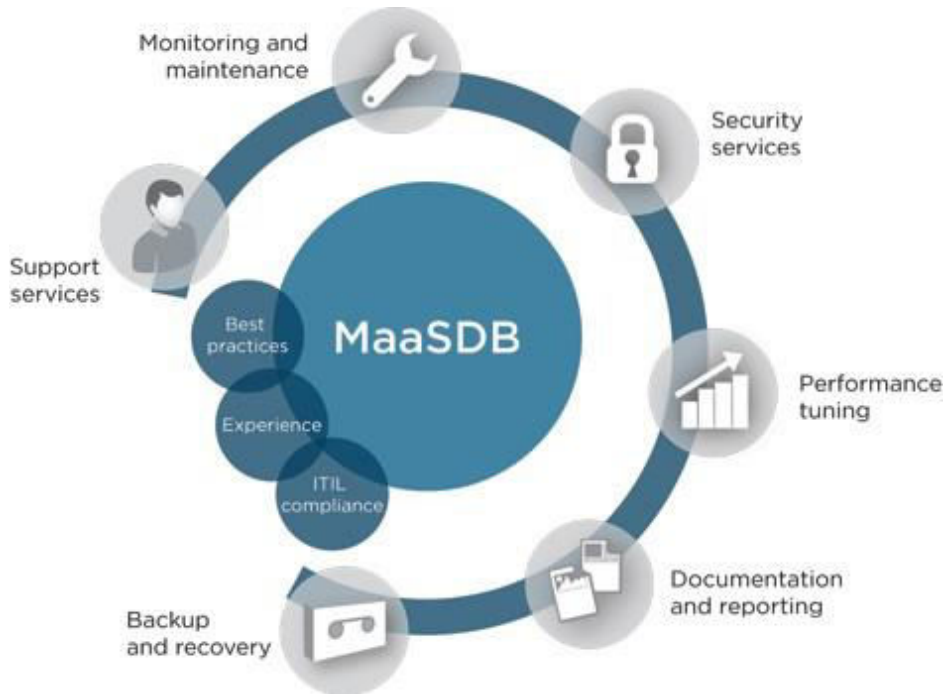 Monitoring and
maintenance
Security
services
Support
services
Best
practices
MaaSDB
Performance
tuning
Experience
ITIL
compliance
Documentation
and reporting
Backup
and recovery